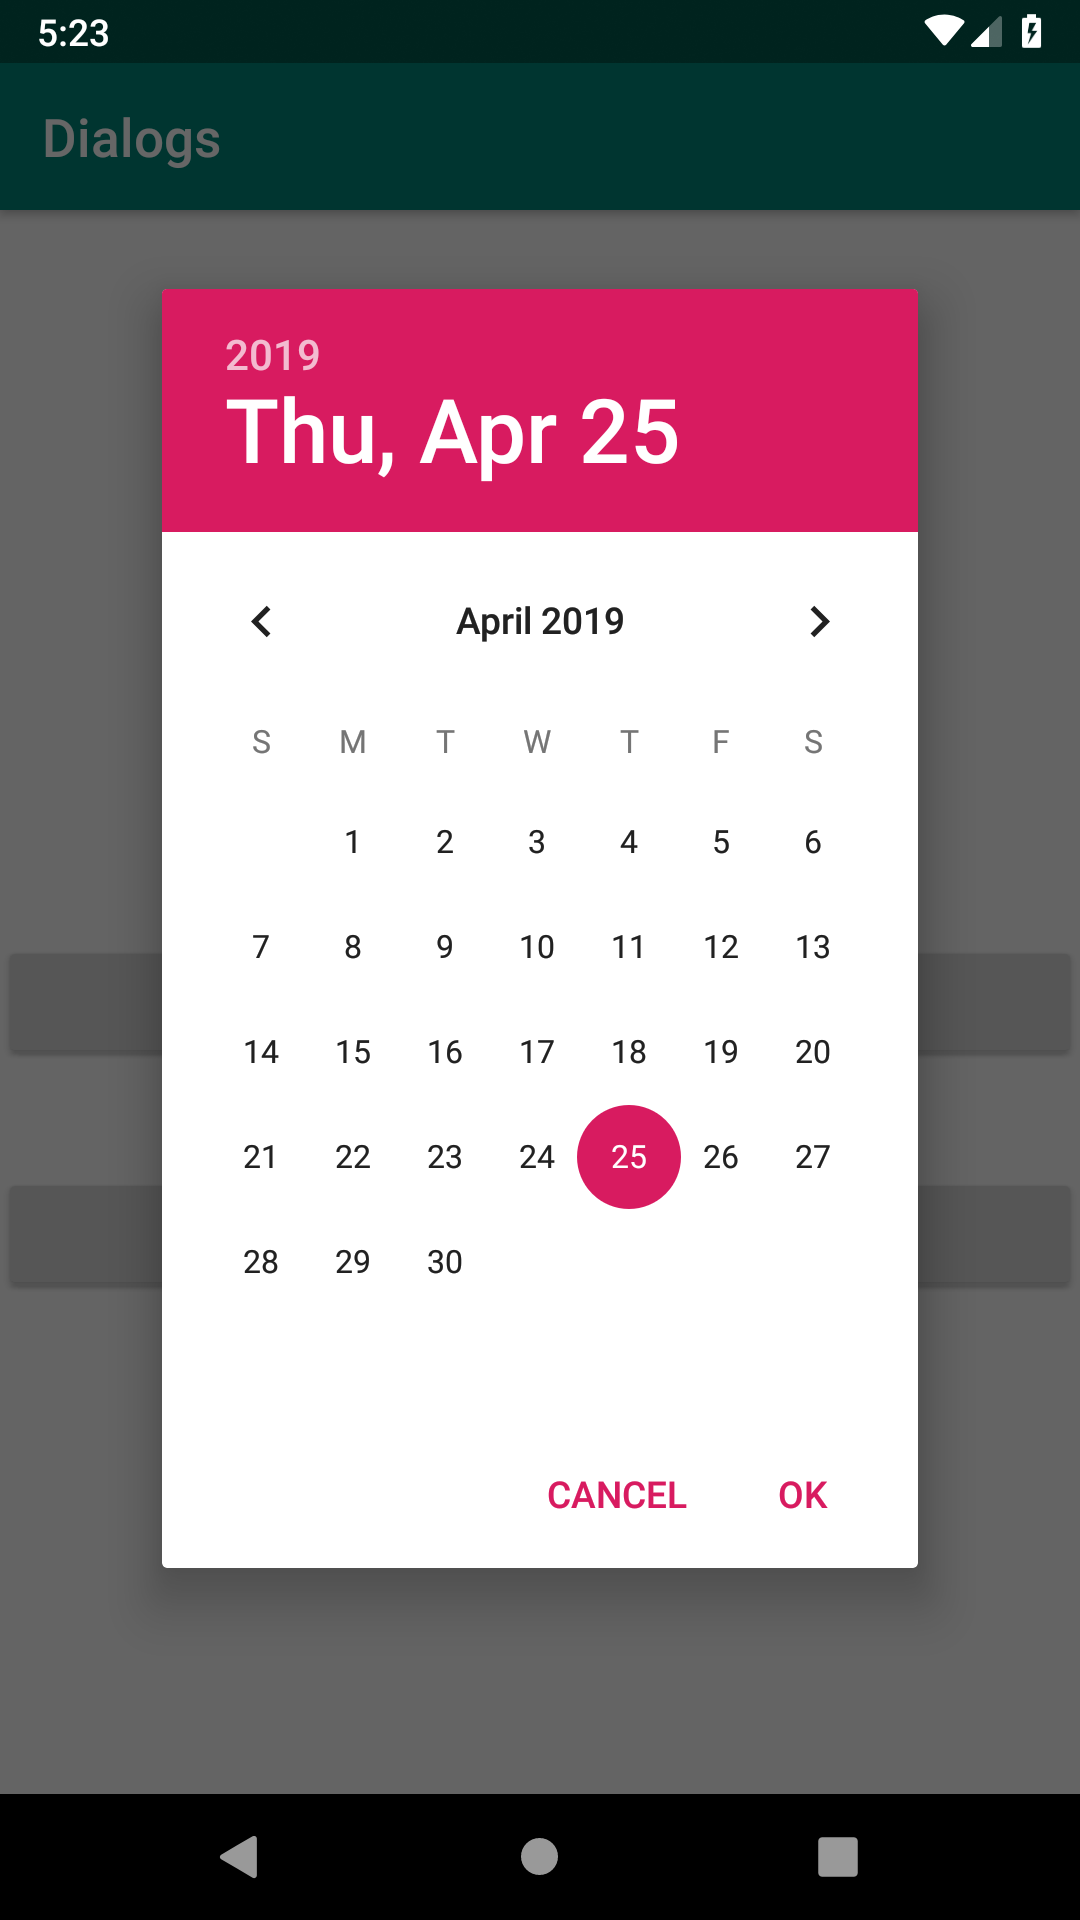 5:23
Dialogs
2019
Thu, Apr 25
April 2019
S M T W T F S
1 2 3 4 5 6
7 8 9 10 11 12 13
14 15 16 17 18 19 20
21 22 23 24 25 26 27
28 29 30
CANCEL OK